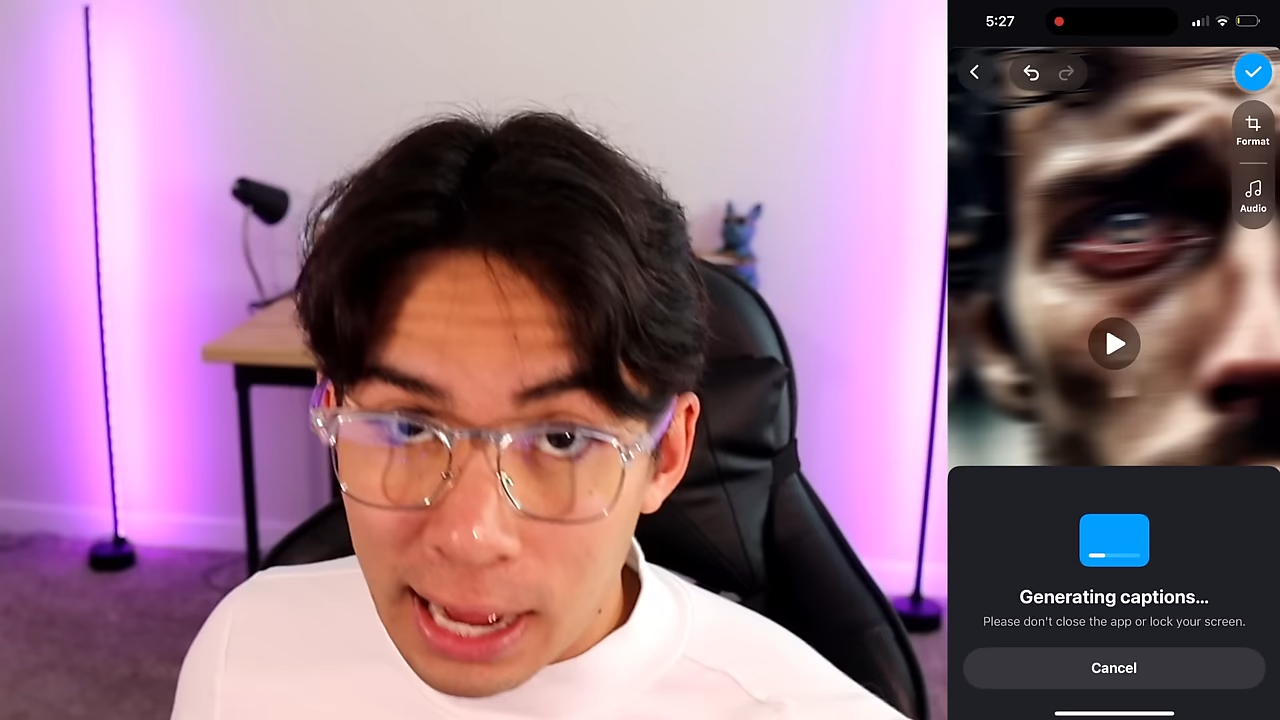 5:27
Format
Audio
Generating captions...
Please don't close the app or lock your screen.
Cancel